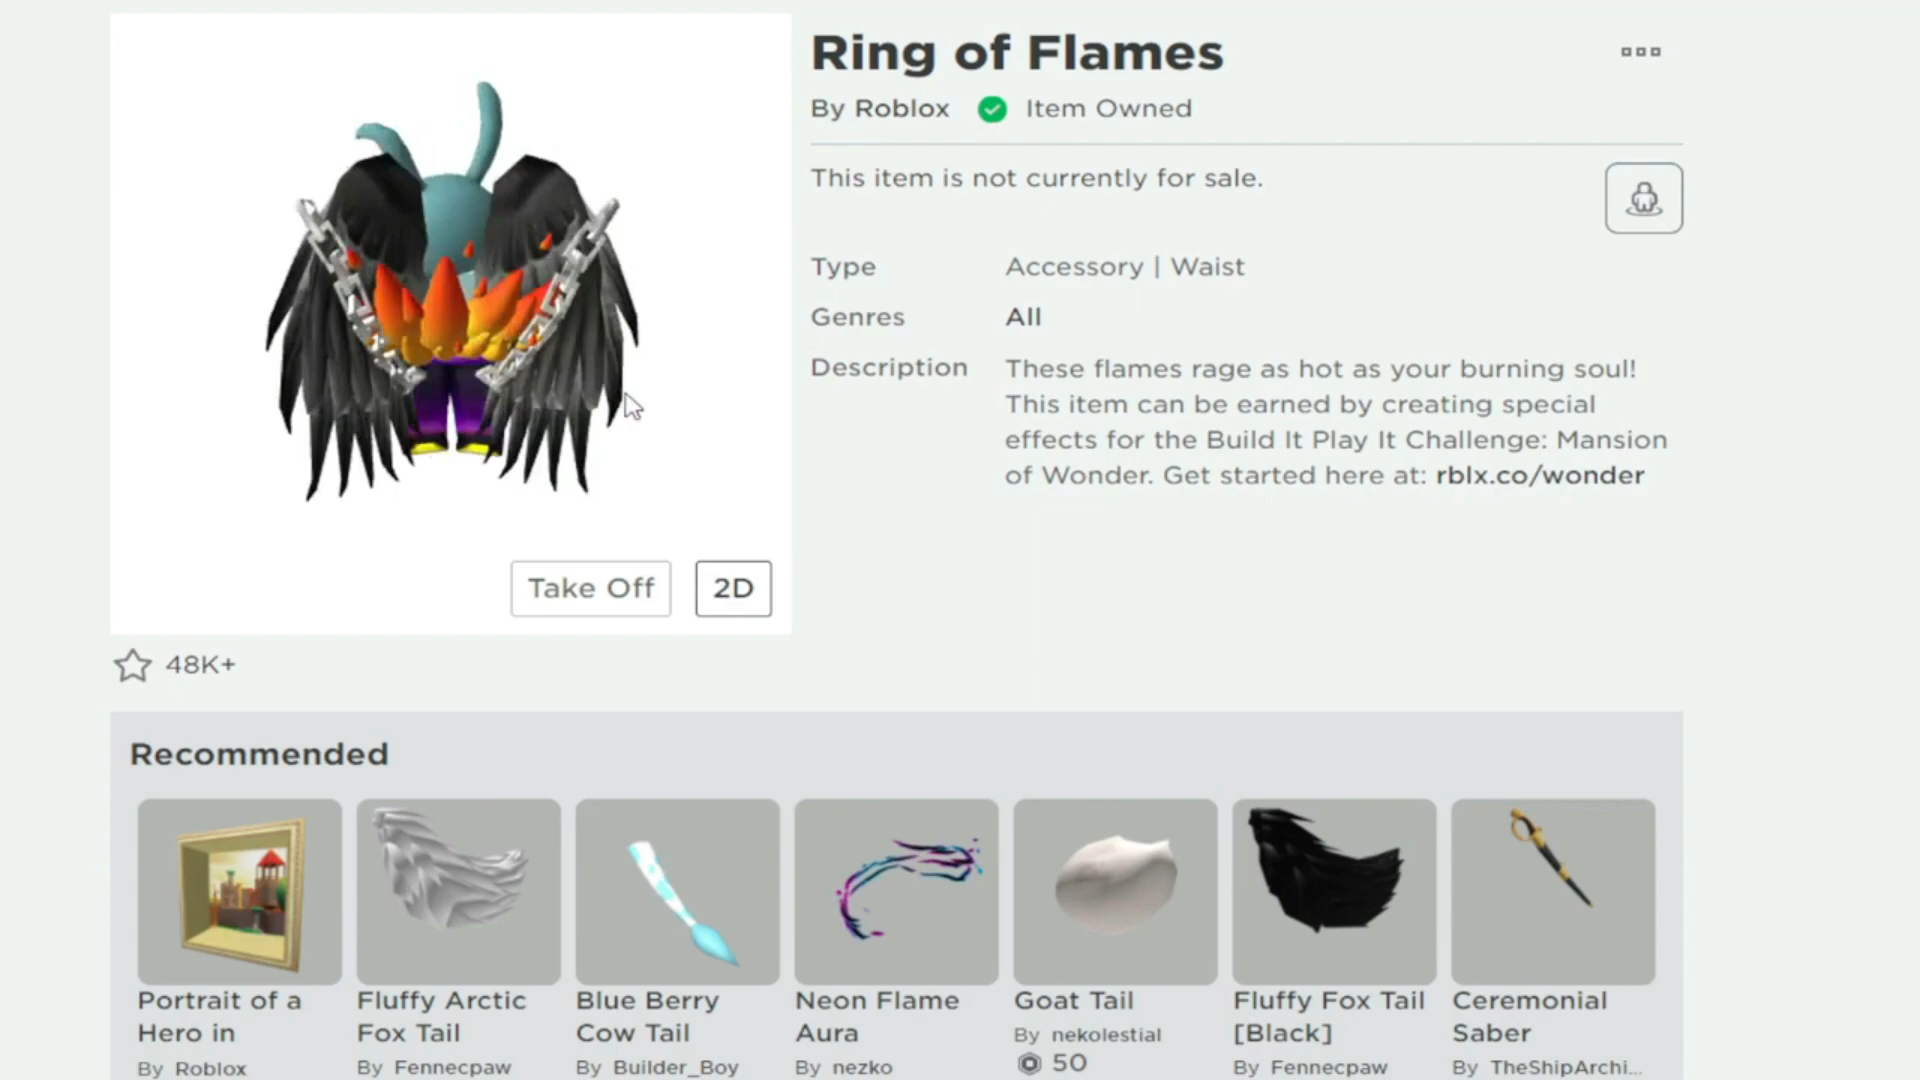 Ring of Flames
By Roblox Item Owned
This item is not currently for sale.
Type Accessory | Waist
Genres All
Description These flames rage as hot as your burning soul!
This item can be earned by creating special
effects for the Build It Play It Challenge: Mansion
of Wonder. Get started here at: rblx.co/wonder
Take Off 2D
48K+
Recommended
Portrait of a
Hero in
By Roblox
Fluffy Arctic
Fox Tail
By Fennecpaw
Blue Berry
Cow Tail
By Builder_Boy
Neon Flame
Aura
By nezko
Goat Tail
By nekolestial
50
Fluffy Fox Tail
[Black]
By Fennecpaw
Ceremonial
Saber
By TheShipArchi...